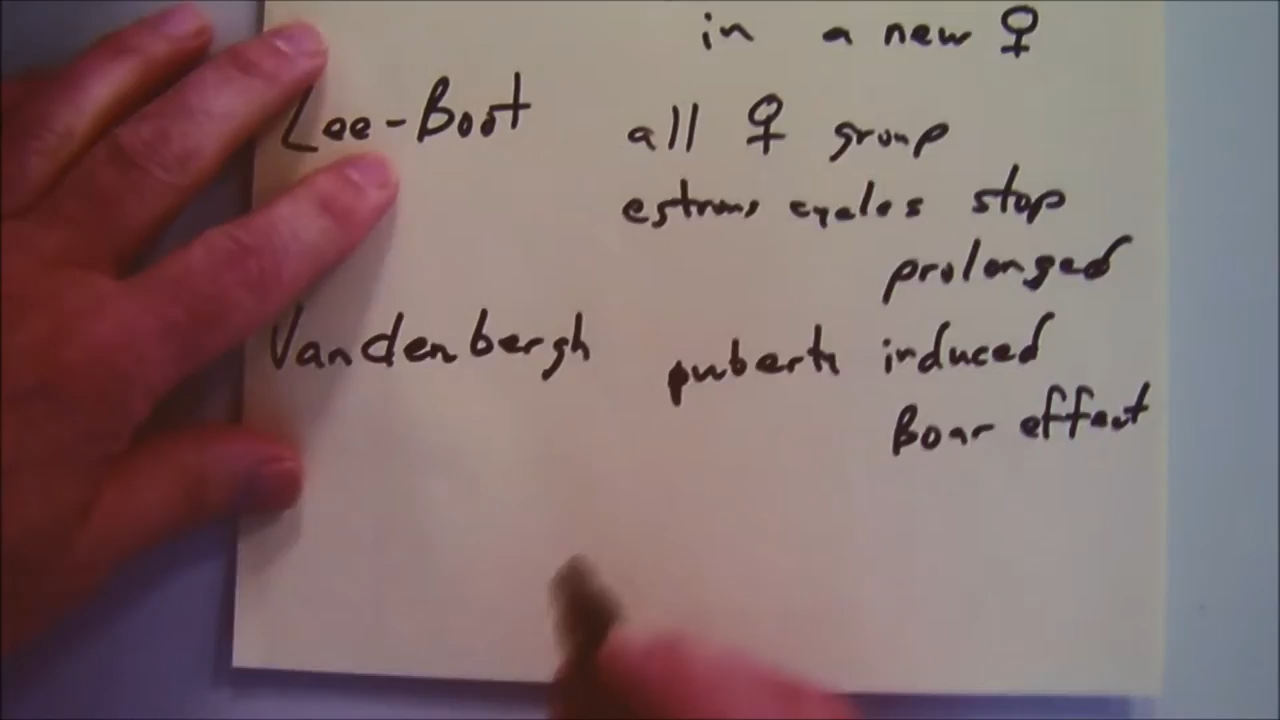 in a new ♀
Lee-Boot all ♀ group
estrous cycles stop
prolonged
Vandenbergh puberty induced
Boar effect